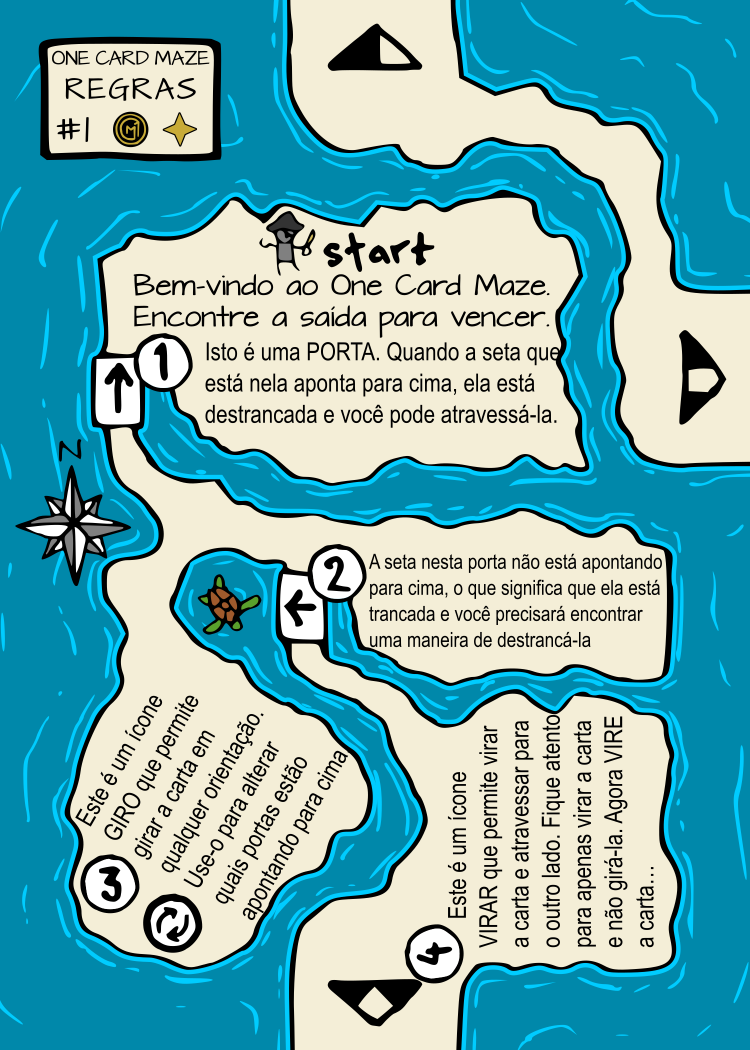 ONE CARD MAZE
REGRAS
#1
start
Bem-vindo ao One Card Maze.
Encontre a saída para vencer.
1
Isto é uma PORTA. Quando a seta que
está nela aponta para cima, ela está
destrancada e você pode atravessá-la.
N
2
A seta nesta porta não está apontando
para cima, o que significa que ela está
trancada e você precisará encontrar
uma maneira de destrancá-la
3
Este é um ícone
GIRO que permite
girar a carta em
qualquer orientação.
Use-o para alterar
quais portas estão
apontando para cima
4
Este é um ícone
VIRAR que permite virar
a carta e atravessar para
o outro lado. Fique atento
para apenas virar a carta
e não girá-la. Agora VIRE
a carta...